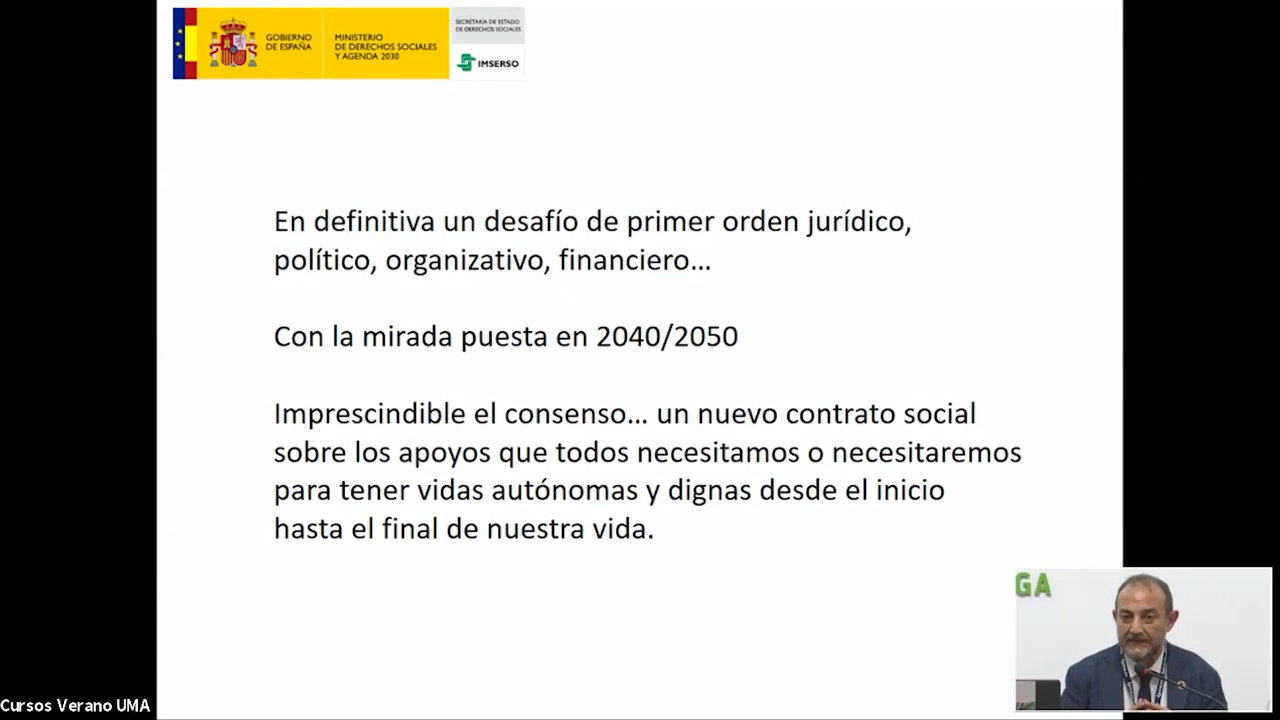 GOBIERNO
DE ESPAÑA
MINISTERIO
DE DERECHOS SOCIALES
Y AGENDA 2030
SECRETARÍA DE ESTADO
DE DERECHOS SOCIALES
IMSERSO
En definitiva un desafío de primer orden jurídico,
político, organizativo, financiero…
Con la mirada puesta en 2040/2050
Imprescindible el consenso… un nuevo contrato social
sobre los apoyos que todos necesitamos o necesitaremos
para tener vidas autónomas y dignas desde el inicio
hasta el final de nuestra vida.
GA
Cursos Verano UMA